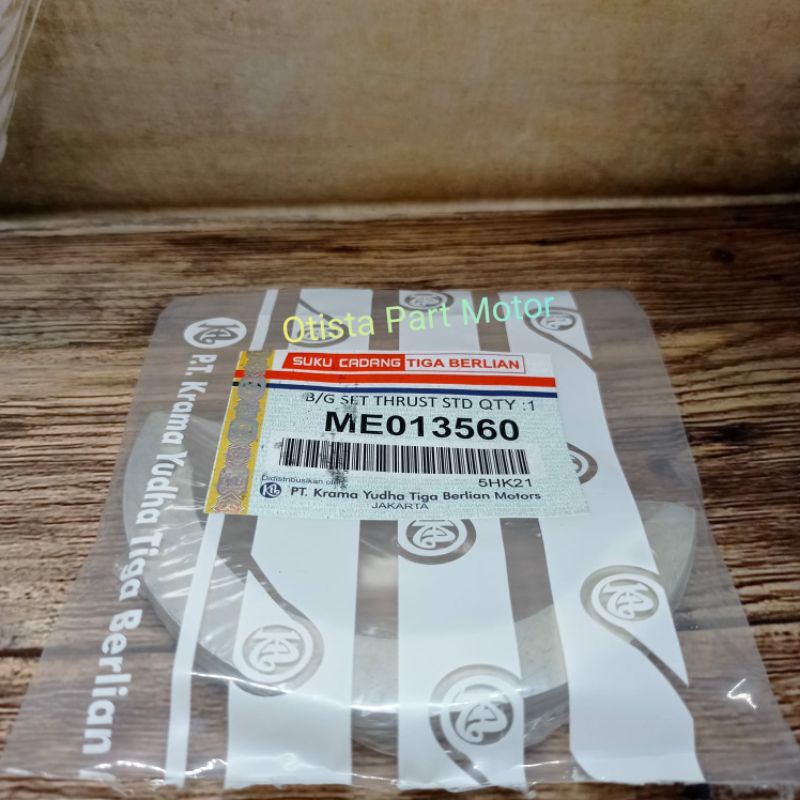 Otista Part Motor
SUKU CADANG TIGA BERLIAN
B/G SET THRUST STD QTY :1
ME013560
5HK21
Didistribusikan oleh
PT. Krama Yudha Tiga Berlian Motors
JAKARTA
PT. Krama Yudha Tiga Berlian